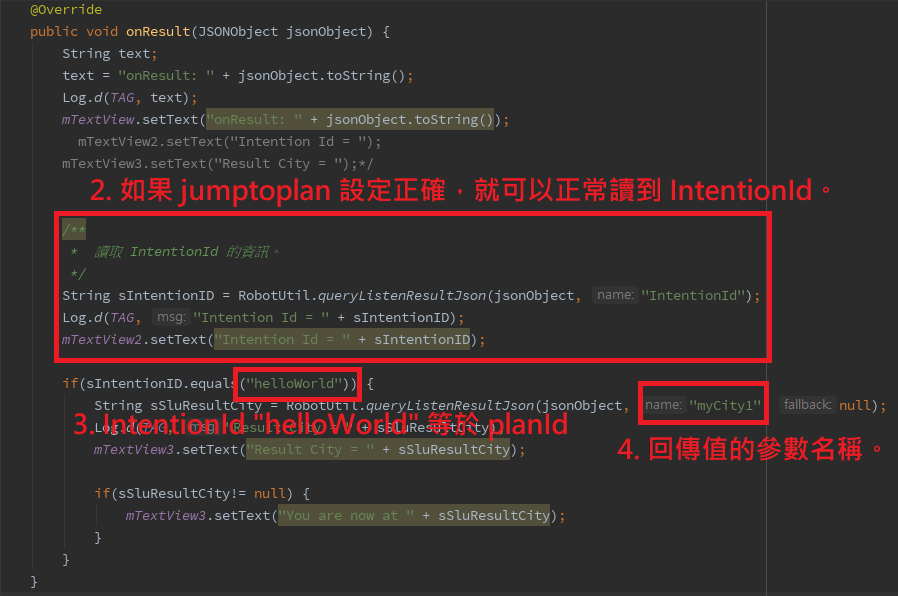 @Override
public void onResult(JSONObject jsonObject) {
String text;
text = "onResult: " + jsonObject.toString();
Log.d(TAG, text);
mTextView.setText("onResult: " + jsonObject.toString());
mTextView2.setText("Intention Id = ");
mTextView3.setText("Result City = ");*/
2. 如果 jumptoplan 設定正確，就可以正常讀到 IntentionId。
/**
* 讀取 IntentionId 的資訊。
*/
String sIntentionID = RobotUtil.queryListenResultJson(jsonObject, name: "IntentionId");
Log.d(TAG, msg: "Intention Id = " + sIntentionID);
mTextView2.setText("Intention Id = " + sIntentionID);
if(sIntentionID.equals("helloWorld")) {
String sSluResultCity = RobotUtil.queryListenResultJson(jsonObject, name: "myCity1" fallback: null);
3. IntentionId "helloWorld" 等於 planId
Log.d(TAG, msg: "Result City = " + sSluResultCity);
mTextView3.setText("Result City = " + sSluResultCity);
4. 回傳值的參數名稱。
if(sSluResultCity!= null) {
mTextView3.setText("You are now at " + sSluResultCity);
}
}
}